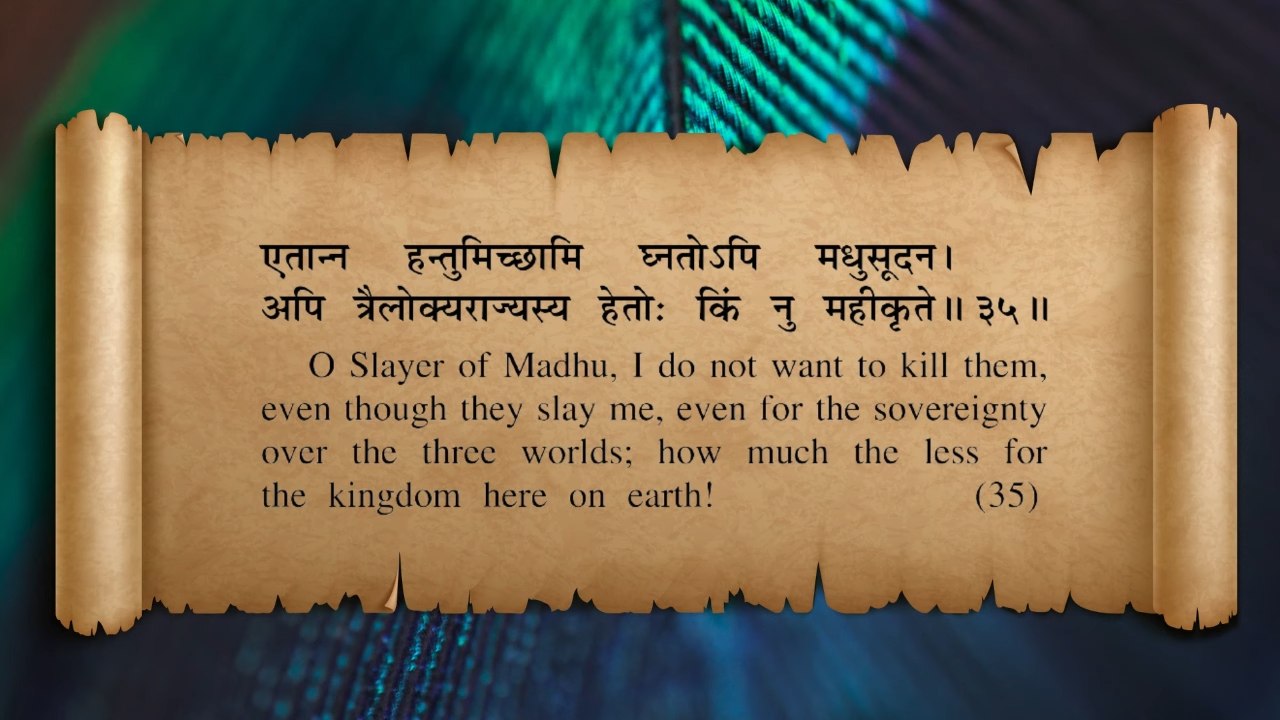 एतान्न हन्तुमिच्छामि घ्नतोऽपि मधुसूदन।
अपि त्रैलोक्यराज्यस्य हेतोः किं नु महीकृते॥ ३५॥
O Slayer of Madhu, I do not want to kill them,
even though they slay me, even for the sovereignty
over the three worlds; how much the less for
the kingdom here on earth! (35)